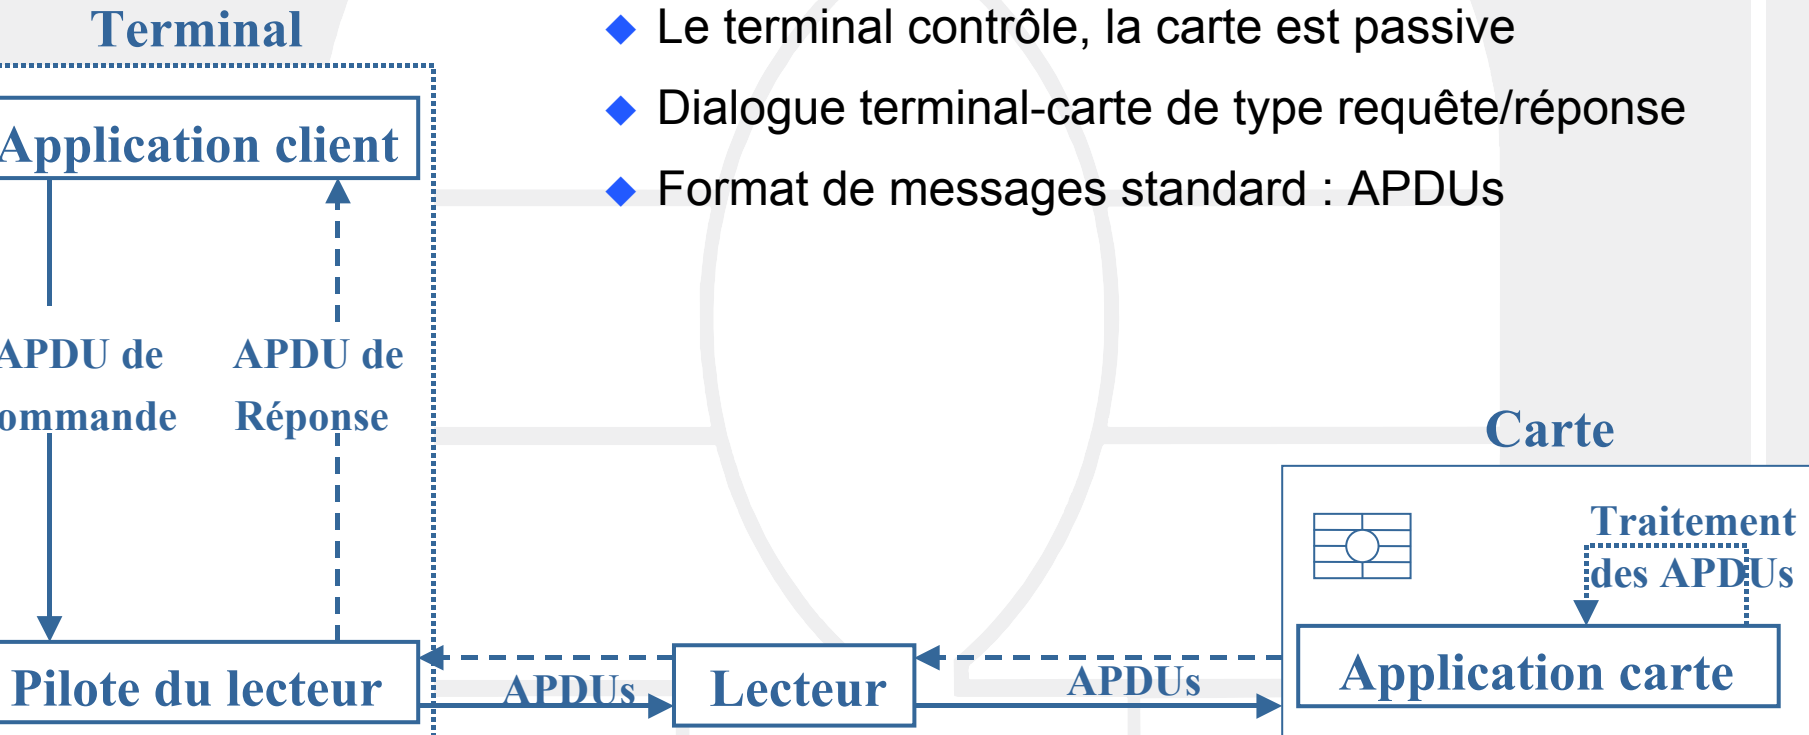 Terminal
Le terminal contrôle, la carte est passive
Dialogue terminal-carte de type requête/réponse
Format de messages standard : APDUs
Application client
APDU de
ommande
APDU de
Réponse
Carte
Traitement
des APDUs
Pilote du lecteur
APDUs
Lecteur
APDUs
Application carte